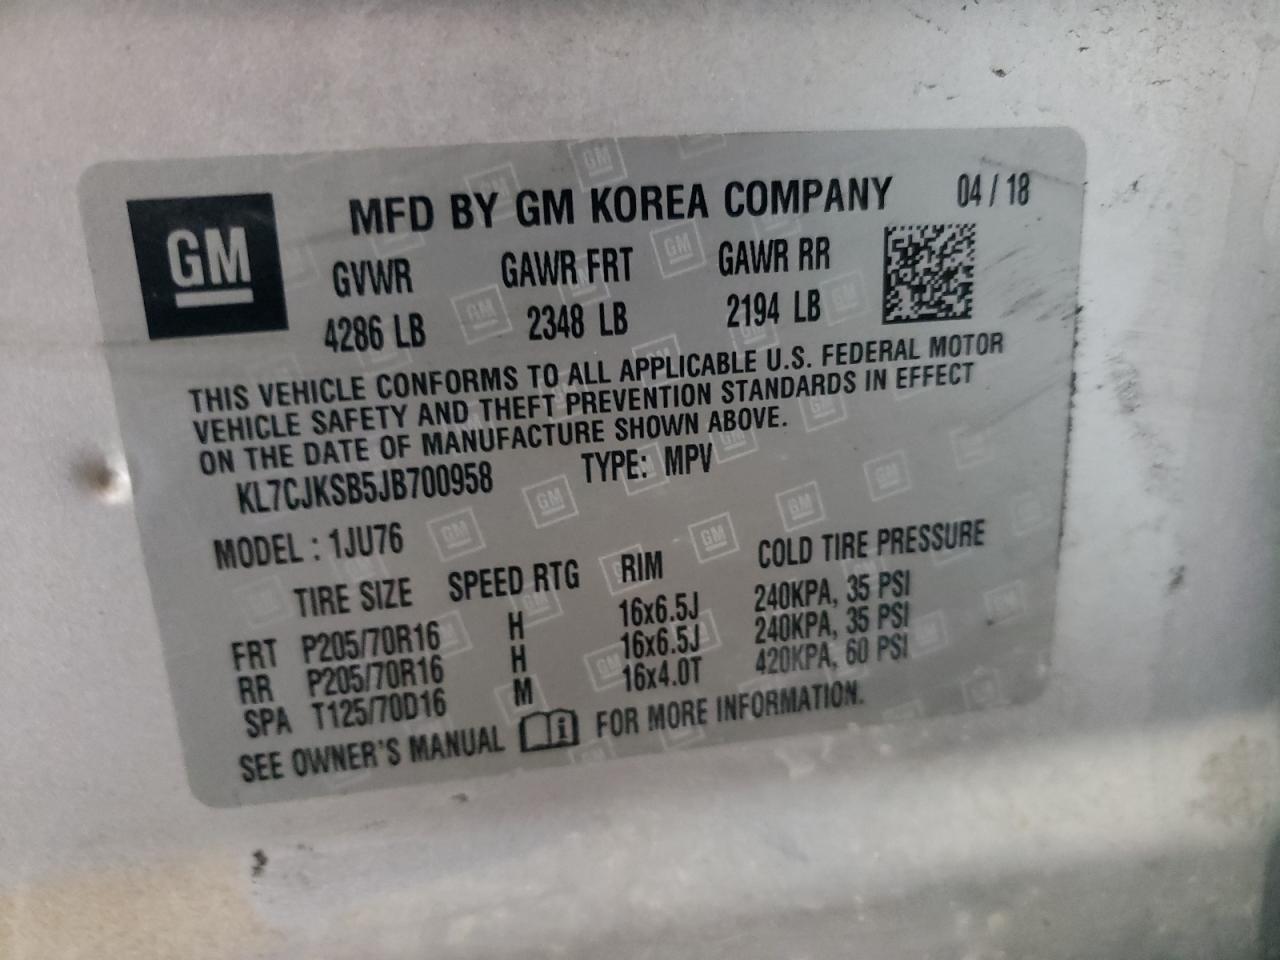 GM
MFD BY GM KOREA COMPANY 04 / 18
GVWR GAWR FRT GAWR RR
4286 LB 2348 LB 2194 LB
THIS VEHICLE CONFORMS TO ALL APPLICABLE U.S. FEDERAL MOTOR
VEHICLE SAFETY AND THEFT PREVENTION STANDARDS IN EFFECT
ON THE DATE OF MANUFACTURE SHOWN ABOVE.
KL7CJKSB5JB700958 TYPE: MPV
MODEL : 1JU76
TIRE SIZE SPEED RTG RIM COLD TIRE PRESSURE
FRT P205/70R16 H 16x6.5J 240KPA, 35 PSI
RR P205/70R16 H 16x6.5J 240KPA, 35 PSI
SPA T125/70D16 M 16x4.0T 420KPA, 60 PSI
SEE OWNER'S MANUAL i FOR MORE INFORMATION.